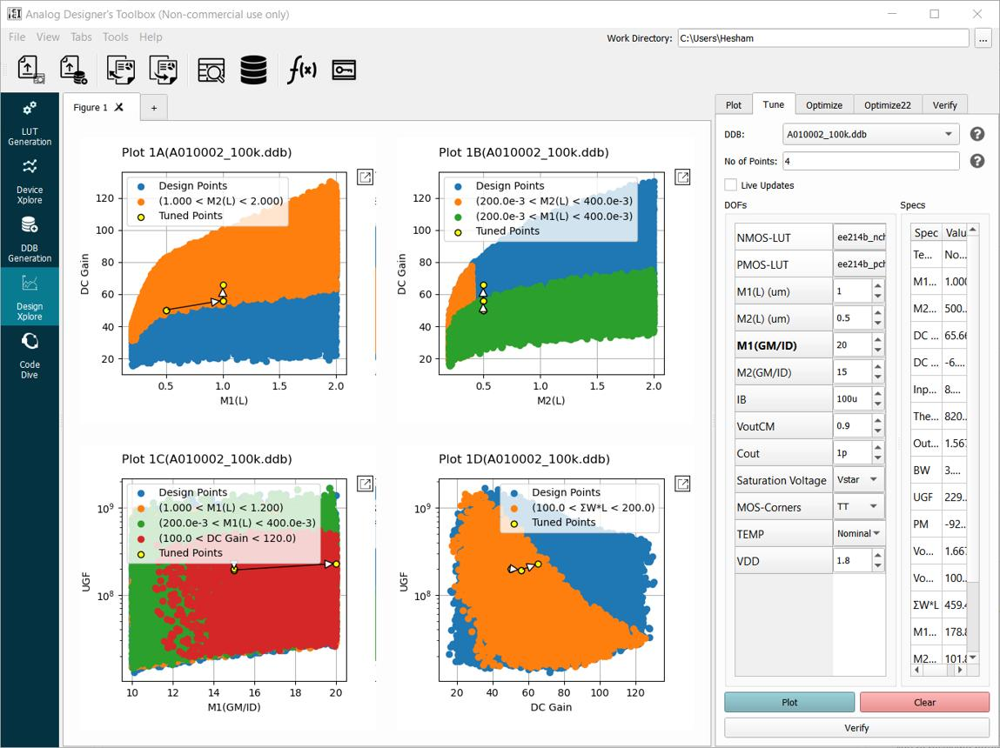 Analog Designer's Toolbox (Non-commercial use only)
File View Tabs Tools Help
Work Directory: C:\Users\Hesham ...
f(x)
LUT
Generation
Device
Xplore
DDB
Generation
Design
Xplore
Code
Dive
Figure 1
+
Plot 1A(A010002_100k.ddb)
Design Points
(1.000 < M2(L) < 2.000)
Tuned Points
DC Gain
120
100
80
60
40
20
0.5 1.0 1.5 2.0
M1(L)
Plot 1B(A010002_100k.ddb)
Design Points
(200.0e-3 < M2(L) < 400.0e-3)
(200.0e-3 < M1(L) < 400.0e-3)
Tuned Points
DC Gain
120
100
80
60
40
20
0.5 1.0 1.5 2.0
M2(L)
Plot 1C(A010002_100k.ddb)
Design Points
(1.000 < M1(L) < 1.200)
(200.0e-3 < M1(L) < 400.0e-3)
(100.0 < DC Gain < 120.0)
Tuned Points
UGF
10⁹
10⁸
10 12 14 16 18 20
M1(GM/ID)
Plot 1D(A010002_100k.ddb)
Design Points
(100.0 < ΣW*L < 200.0)
Tuned Points
UGF
10⁹
10⁸
20 40 60 80 100 120
DC Gain
Plot Tune Optimize Optimize22 Verify
DDB: A010002_100k.ddb ?
No of Points: 4 ?
Live Updates
DOFs
NMOS-LUT ee214b_nch
PMOS-LUT ee214b_pch
M1(L) (um) 1
M2(L) (um) 0.5
M1(GM/ID) 20
M2(GM/ID) 15
IB 100u
VoutCM 0.9
Cout 1p
Saturation Voltage Vstar
MOS-Corners TT
TEMP Nominal
VDD 1.8
Specs
Spec Valu
Te... No...
M1... 1.000
M2... 500...
DC ... 65.66
DC ... -6....
Inp... 8....
The... 820...
Out... 1.567
BW 3....
UGF 229...
PM -92...
Vo... 1.667
Vo... 100...
ΣW*L 459.4
M1... 178.8
M2... 101.8
Plot Clear
Verify